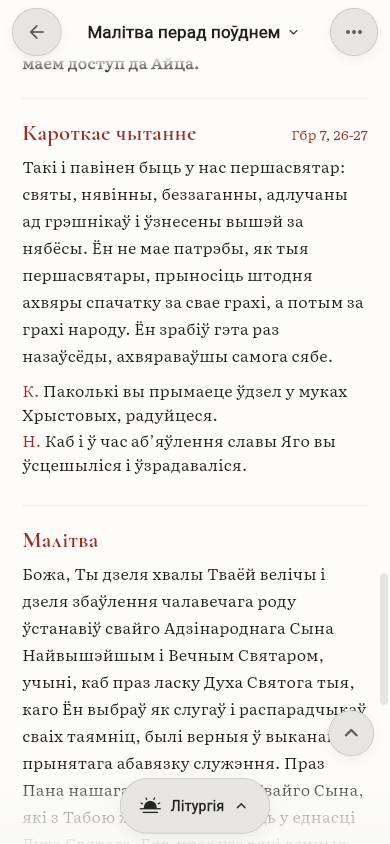 Малітва перад поўднем
маем доступ да Айца.
Кароткае чытанне
Гбр 7, 26-27
Такі і павінен быць у нас першасвятар:
святы, нявінны, беззаганны, адлучаны
ад грэшнікаў і ўзнесены вышэй за
нябёсы. Ён не мае патрэбы, як тыя
першасвятары, прыносіць штодня
ахвяры спачатку за свае грахі, а потым за
грахі народу. Ён зрабіў гэта раз
назаўсёды, ахвяраваўшы самога сябе.
К. Паколькі вы прымаеце ўдзел у муках
Хрыстовых, радуйцеся.
Н. Каб і ў час аб’яўлення славы Яго вы
ўсцешыліся і ўзрадаваліся.
Малітва
Божа, Ты дзеля хвалы Тваёй велічы і
дзеля збаўлення чалавечага роду
ўстанавіў свайго Адзінароднага Сына
Найвышэйшым і Вечным Святаром,
учыні, каб праз ласку Духа Святога тыя,
каго Ён выбраў як слугаў і распарадчыкаў
сваіх таямніц, былі верныя ў
прынятага абавязку служэння. Праз
Пана Сына,
які з Табою у еднасці
Літургія